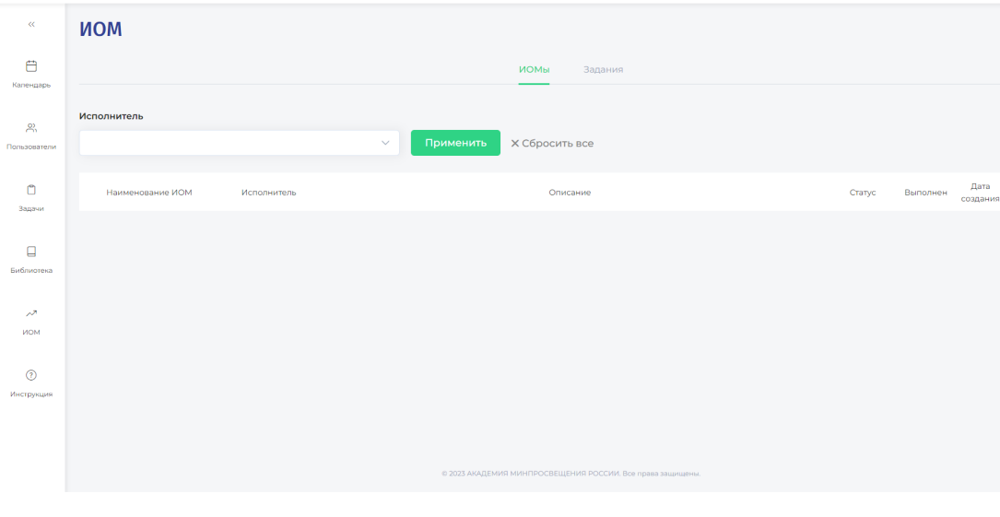 ИОМ
ИОМы Задания
Календарь
Исполнитель
Пользователи
Применить Сбросить все
Наименование ИОМ Исполнитель Описание Статус Выполнен Дата создания
Задачи
Библиотека
ИОМ
Инструкция
© 2023 АКАДЕМИЯ МИНПРОСВЕЩЕНИЯ РОССИИ. Все права защищены.